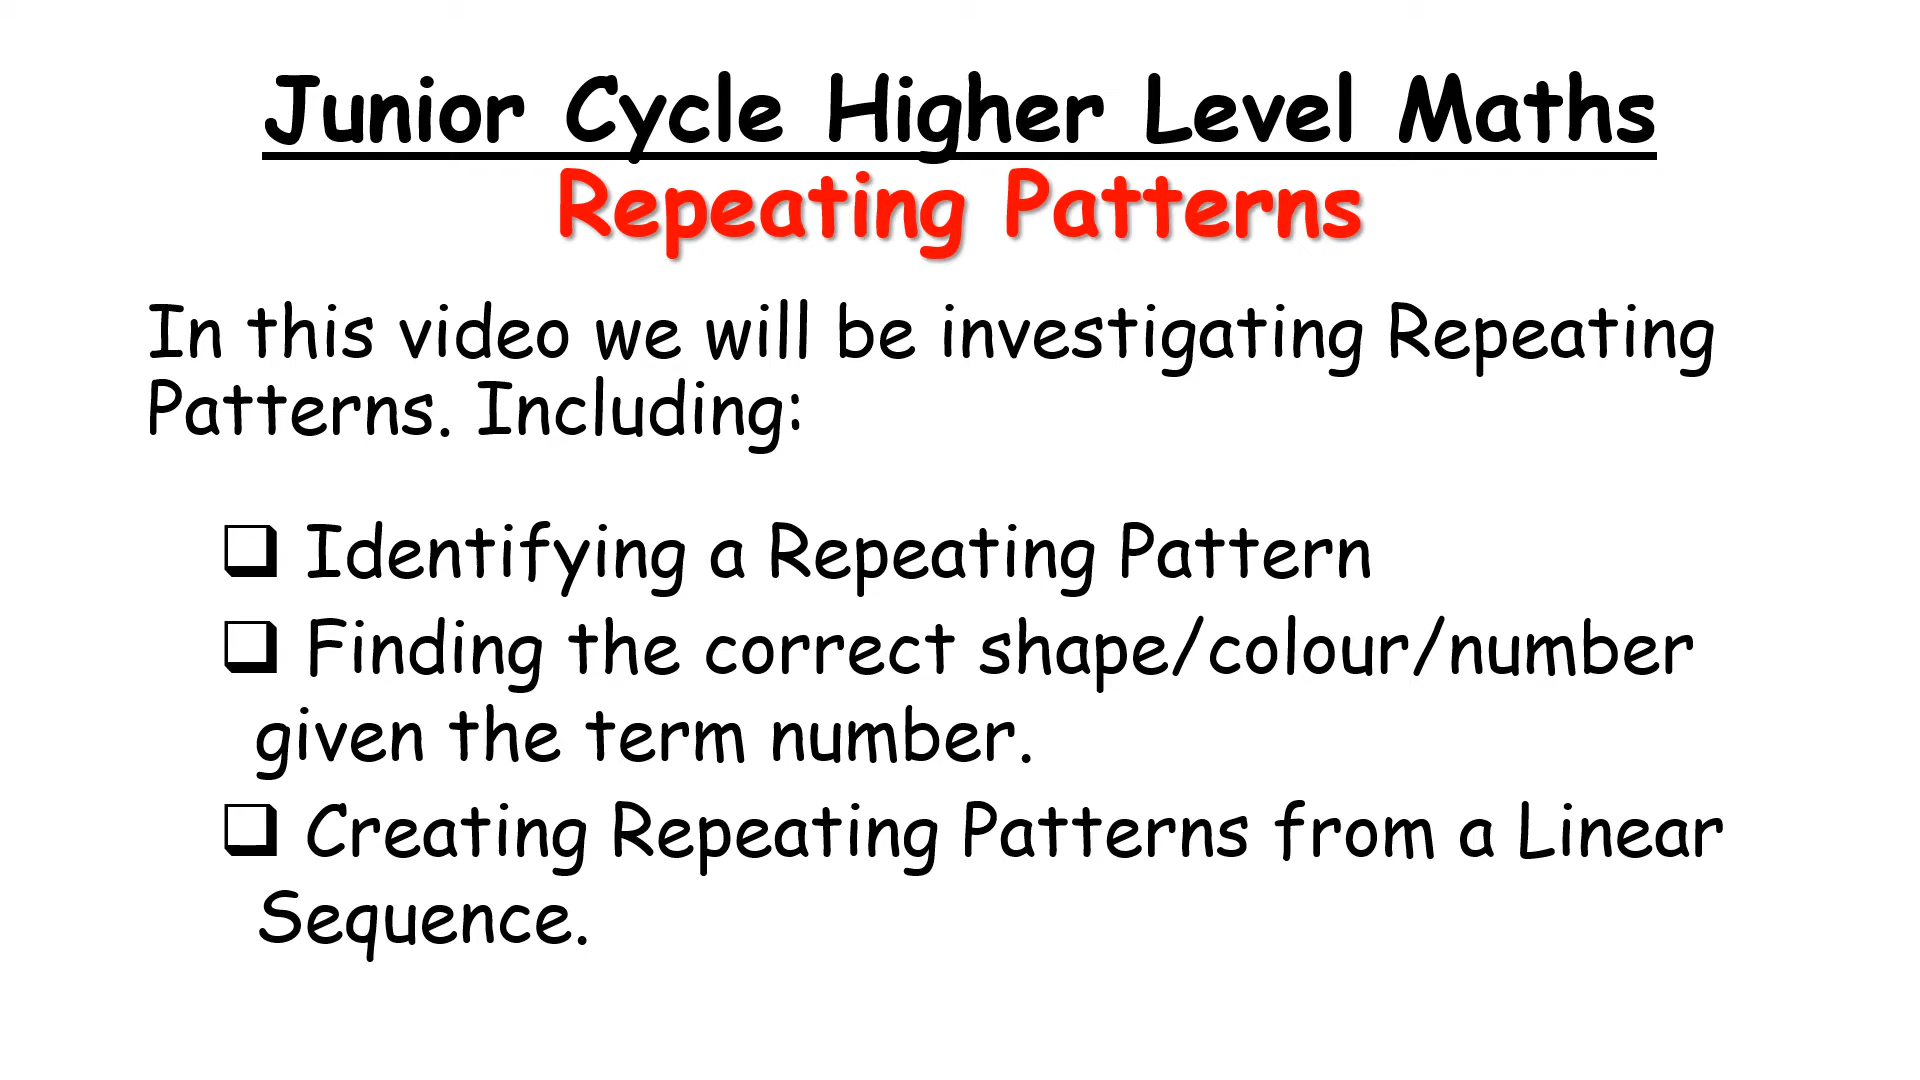 Junior Cycle Higher Level Maths
Repeating Patterns
In this video we will be investigating Repeating
Patterns. Including:
❑ Identifying a Repeating Pattern
❑ Finding the correct shape/colour/number
given the term number.
❑ Creating Repeating Patterns from a Linear
Sequence.